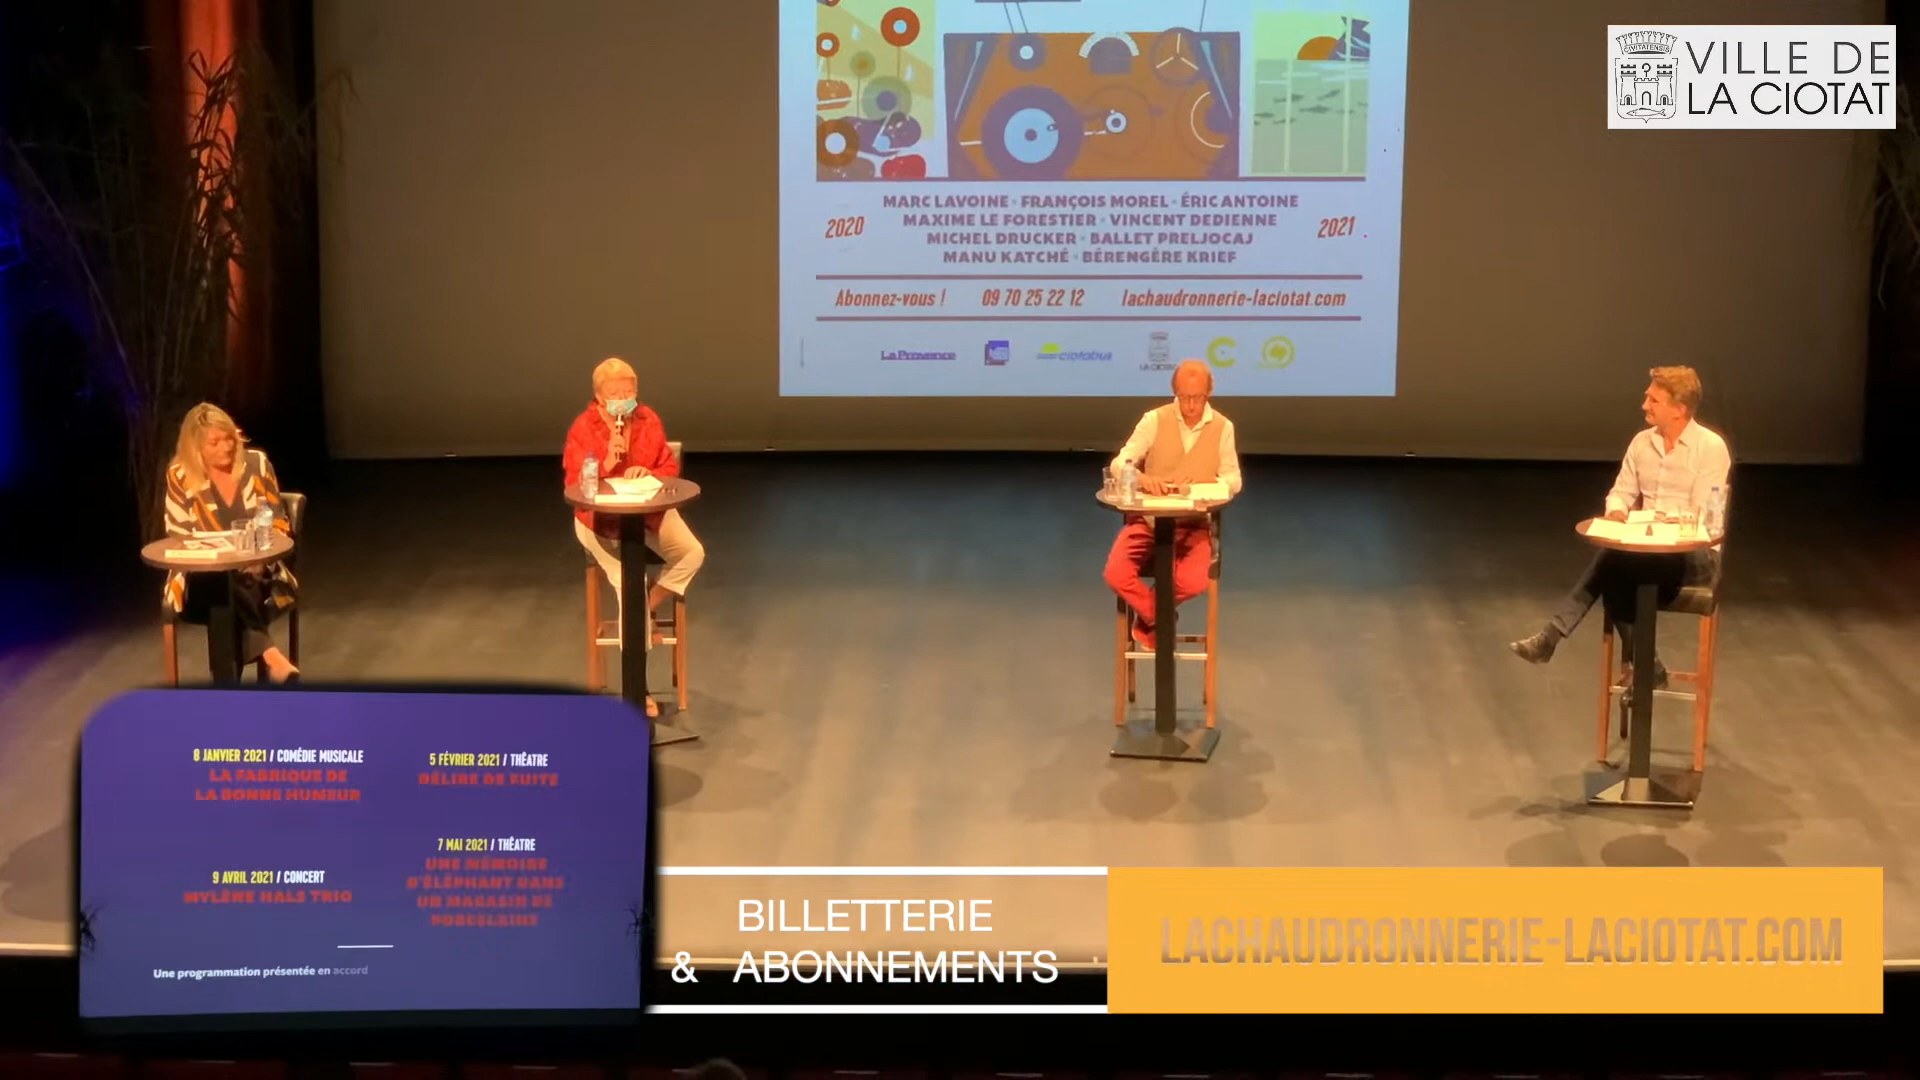 CIVITATENSIS
VILLE DE
LA CIOTAT
MARC LAVOINE · FRANÇOIS MOREL · ÉRIC ANTOINE
MAXIME LE FORESTIER · VINCENT DEDIENNE
MICHEL DRUCKER · BALLET PRELJOCAJ
MANU KATCHÉ · BÉRENGÈRE KRIEF
2020
2021
Abonnez-vous ! 09 70 25 22 12 lachaudronnerie-laciotat.com
La Provence
ciotabus
LA CIOTAT
8 JANVIER 2021 / COMÉDIE MUSICALE
LA FABRIQUE DE
LA BONNE HUMEUR
5 FÉVRIER 2021 / THÉÂTRE
DÉLIRE DE FUITE
9 AVRIL 2021 / CONCERT
MYLÈNE HALS TRIO
7 MAI 2021 / THÉÂTRE
UNE MÉMOIRE
D'ÉLÉPHANT DANS
UN MAGASIN DE
PORCELAINE
Une programmation présentée en accord
BILLETTERIE
& ABONNEMENTS
LACHAUDRONNERIE-LACIOTAT.COM